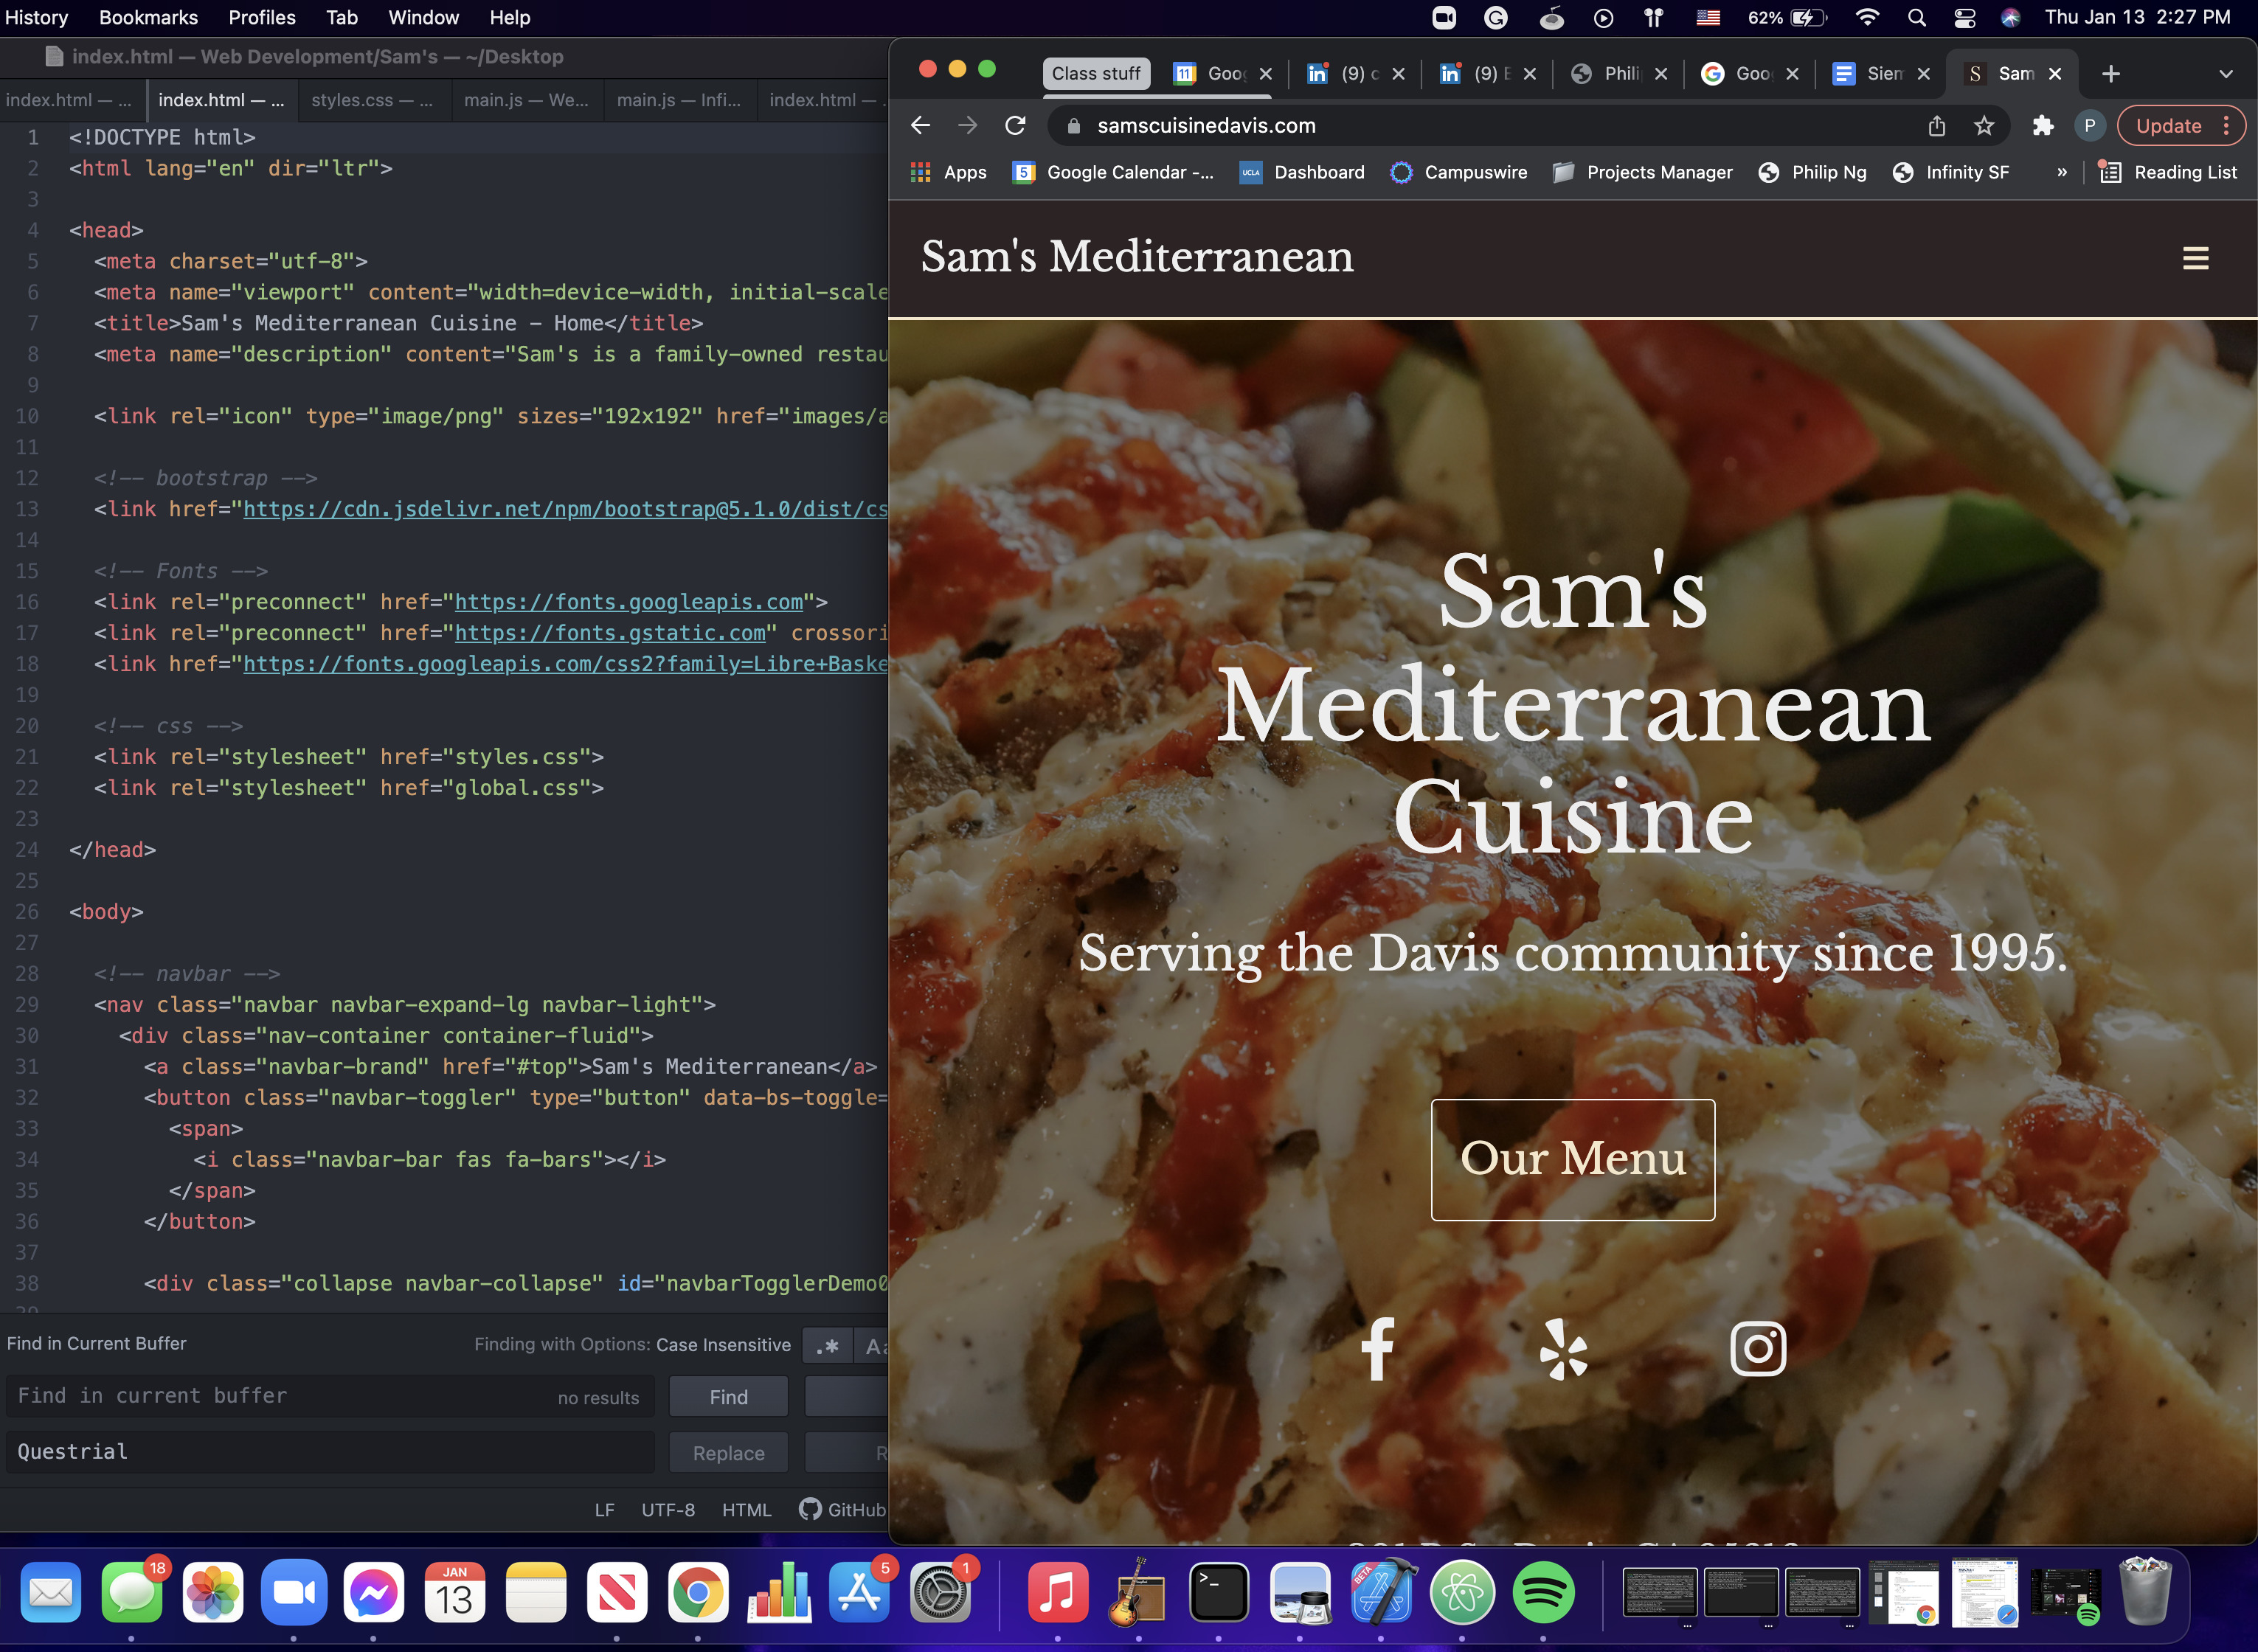 History Bookmarks Profiles Tab Window Help 62% Thu Jan 13 2:27 PM
index.html — Web Development/Sam's — ~/Desktop
index.html — ... index.html — ... styles.css — ... main.js — We... main.js — Infi... index.html — .
1 <!DOCTYPE html>
2 <html lang="en" dir="ltr">
3
4 <head>
5 <meta charset="utf-8">
6 <meta name="viewport" content="width=device-width, initial-scale
7 <title>Sam's Mediterranean Cuisine – Home</title>
8 <meta name="description" content="Sam's is a family-owned restau
9
10 <link rel="icon" type="image/png" sizes="192x192" href="images/a
11
12 <!-- bootstrap -->
13 <link href="https://cdn.jsdelivr.net/npm/bootstrap@5.1.0/dist/cs
14
15 <!-- Fonts -->
16 <link rel="preconnect" href="https://fonts.googleapis.com">
17 <link rel="preconnect" href="https://fonts.gstatic.com" crossori
18 <link href="https://fonts.googleapis.com/css2?family=Libre+Baske
19
20 <!-- css -->
21 <link rel="stylesheet" href="styles.css">
22 <link rel="stylesheet" href="global.css">
23
24 </head>
25
26 <body>
27
28 <!-- navbar -->
29 <nav class="navbar navbar-expand-lg navbar-light">
30 <div class="nav-container container-fluid">
31 <a class="navbar-brand" href="#top">Sam's Mediterranean</a>
32 <button class="navbar-toggler" type="button" data-bs-toggle=
33 <span>
34 <i class="navbar-bar fas fa-bars"></i>
35 </span>
36 </button>
37
38 <div class="collapse navbar-collapse" id="navbarTogglerDemo0
Find in Current Buffer Finding with Options: Case Insensitive .* Aa
Find in current buffer no results Find
Questrial Replace R
LF UTF-8 HTML GitHub
Class stuff 11 Goog (9) c (9) E Phili Goog Siem S Sam
samscuisinedavis.com P Update
Apps 5 Google Calendar -... UCLA Dashboard Campuswire Projects Manager Philip Ng Infinity SF » Reading List
Sam's Mediterranean
Sam's
Mediterranean
Cuisine
Serving the Davis community since 1995.
Our Menu
18 JAN 13 5 1 >_ BETA